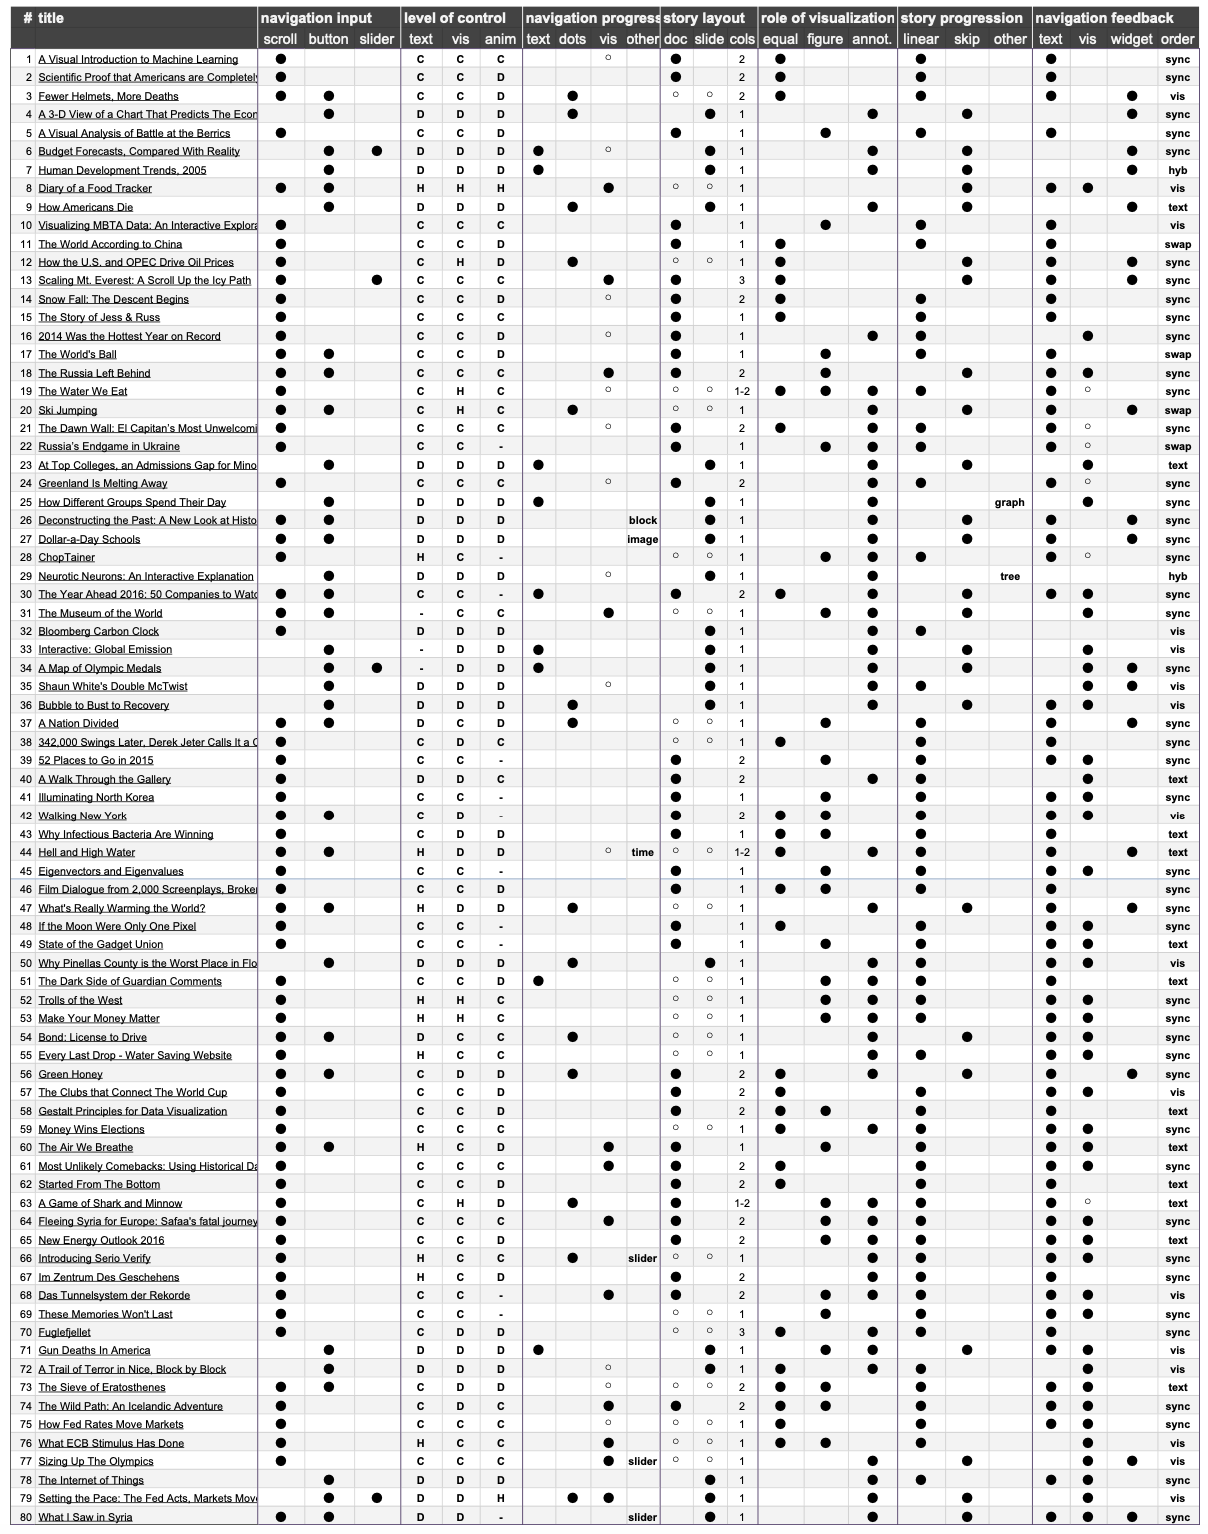 # title navigation input level of control navigation progress story layout role of visualization story progression navigation feedback
scroll button slider text vis anim text dots vis other doc slide cols equal figure annot. linear skip other text vis widget order
1 A Visual Introduction to Machine Learning C C C 2 sync
2 Scientific Proof that Americans are Completely C C D 2 sync
3 Fewer Helmets, More Deaths C C D 2 vis
4 A 3-D View of a Chart That Predicts The Econ D D D 1 sync
5 A Visual Analysis of Battle at the Berrics C C D 1 sync
6 Budget Forecasts, Compared With Reality D D D 1 sync
7 Human Development Trends, 2005 D D D 1 hyb
8 Diary of a Food Tracker H H H 1 vis
9 How Americans Die D D D 1 text
10 Visualizing MBTA Data: An Interactive Explora C C C 1 vis
11 The World According to China C C D 1 swap
12 How the U.S. and OPEC Drive Oil Prices C H D 1 sync
13 Scaling Mt. Everest: A Scroll Up the Icy Path C C C 3 sync
14 Snow Fall: The Descent Begins C C D 2 sync
15 The Story of Jess & Russ C C D 1 sync
16 2014 Was the Hottest Year on Record C C D 1 sync
17 The World's Ball C C D 1 swap
18 The Russia Left Behind C C C 2 sync
19 The Water We Eat C H C 1-2 sync
20 Ski Jumping C H C 1 swap
21 The Dawn Wall: El Capitan's Most Unwelcomi C C C 2 sync
22 Russia's Endgame in Ukraine C C - 1 swap
23 At Top Colleges, an Admissions Gap for Mino D D D 1 text
24 Greenland Is Melting Away C C C 2 sync
25 How Different Groups Spend Their Day D D D 1 graph sync
26 Deconstructing the Past: A New Look at Histo D D D block 1 sync
27 Dollar-a-Day Schools D D D image 1 sync
28 ChopTainer H C - 1 sync
29 Neurotic Neurons: An Interactive Explanation D D D 1 tree hyb
30 The Year Ahead 2016: 50 Companies to Watc C C - 2 sync
31 The Museum of the World - C C 1 sync
32 Bloomberg Carbon Clock D D D 1 vis
33 Interactive: Global Emission - D D 1 vis
34 A Map of Olympic Medals - D D 1 sync
35 Shaun White's Double McTwist D D D 1 vis
36 Bubble to Bust to Recovery D D D 1 vis
37 A Nation Divided D C D 1 sync
38 342,000 Swings Later, Derek Jeter Calls It a C C D C 1 sync
39 52 Places to Go in 2015 C C - 2 sync
40 A Walk Through the Gallery D D C 2 text
41 Illuminating North Korea C C - 1 sync
42 Walking New York C D - 2 vis
43 Why Infectious Bacteria Are Winning C D D 1 text
44 Hell and High Water H D D time 1-2 text
45 Eigenvectors and Eigenvalues C C - 1 sync
46 Film Dialogue from 2,000 Screenplays, Broke C C D 1 sync
47 What's Really Warming the World? H D D 1 sync
48 If the Moon Were Only One Pixel C C - 1 sync
49 State of the Gadget Union C C - 1 text
50 Why Pinellas County is the Worst Place in Flo D D D 1 vis
51 The Dark Side of Guardian Comments C C D 1 text
52 Trolls of the West H H C 1 sync
53 Make Your Money Matter H H C 1 sync
54 Bond: License to Drive D C C 1 sync
55 Every Last Drop - Water Saving Website H C C 1 sync
56 Green Honey C D D 2 sync
57 The Clubs that Connect The World Cup C C D 2 vis
58 Gestalt Principles for Data Visualization C C D 2 text
59 Money Wins Elections C C C 1 sync
60 The Air We Breathe H C D 1 text
61 Most Unlikely Comebacks: Using Historical Da C C C 2 sync
62 Started From The Bottom C C D 2 text
63 A Game of Shark and Minnow C H D 1-2 text
64 Fleeing Syria for Europe: Safaa's fatal journey C C C 2 sync
65 New Energy Outlook 2016 C C D 2 text
66 Introducing Serio Verify H C C slider 1 sync
67 Im Zentrum Des Geschehens H C D 2 sync
68 Das Tunnelsystem der Rekorde C C - 2 vis
69 These Memories Won't Last C C - 1 sync
70 Fuglefjellet C D D 3 sync
71 Gun Deaths In America D D D 1 vis
72 A Trail of Terror in Nice, Block by Block D D D 1 vis
73 The Sieve of Eratosthenes C D D 2 text
74 The Wild Path: An Icelandic Adventure C D C 2 sync
75 How Fed Rates Move Markets C C C 1 sync
76 What ECB Stimulus Has Done H C C 1 vis
77 Sizing Up The Olympics C C C slider 1 vis
78 The Internet of Things D D D 1 sync
79 Setting the Pace: The Fed Acts, Markets Mov D D H 1 vis
80 What I Saw in Syria D D - slider 1 sync